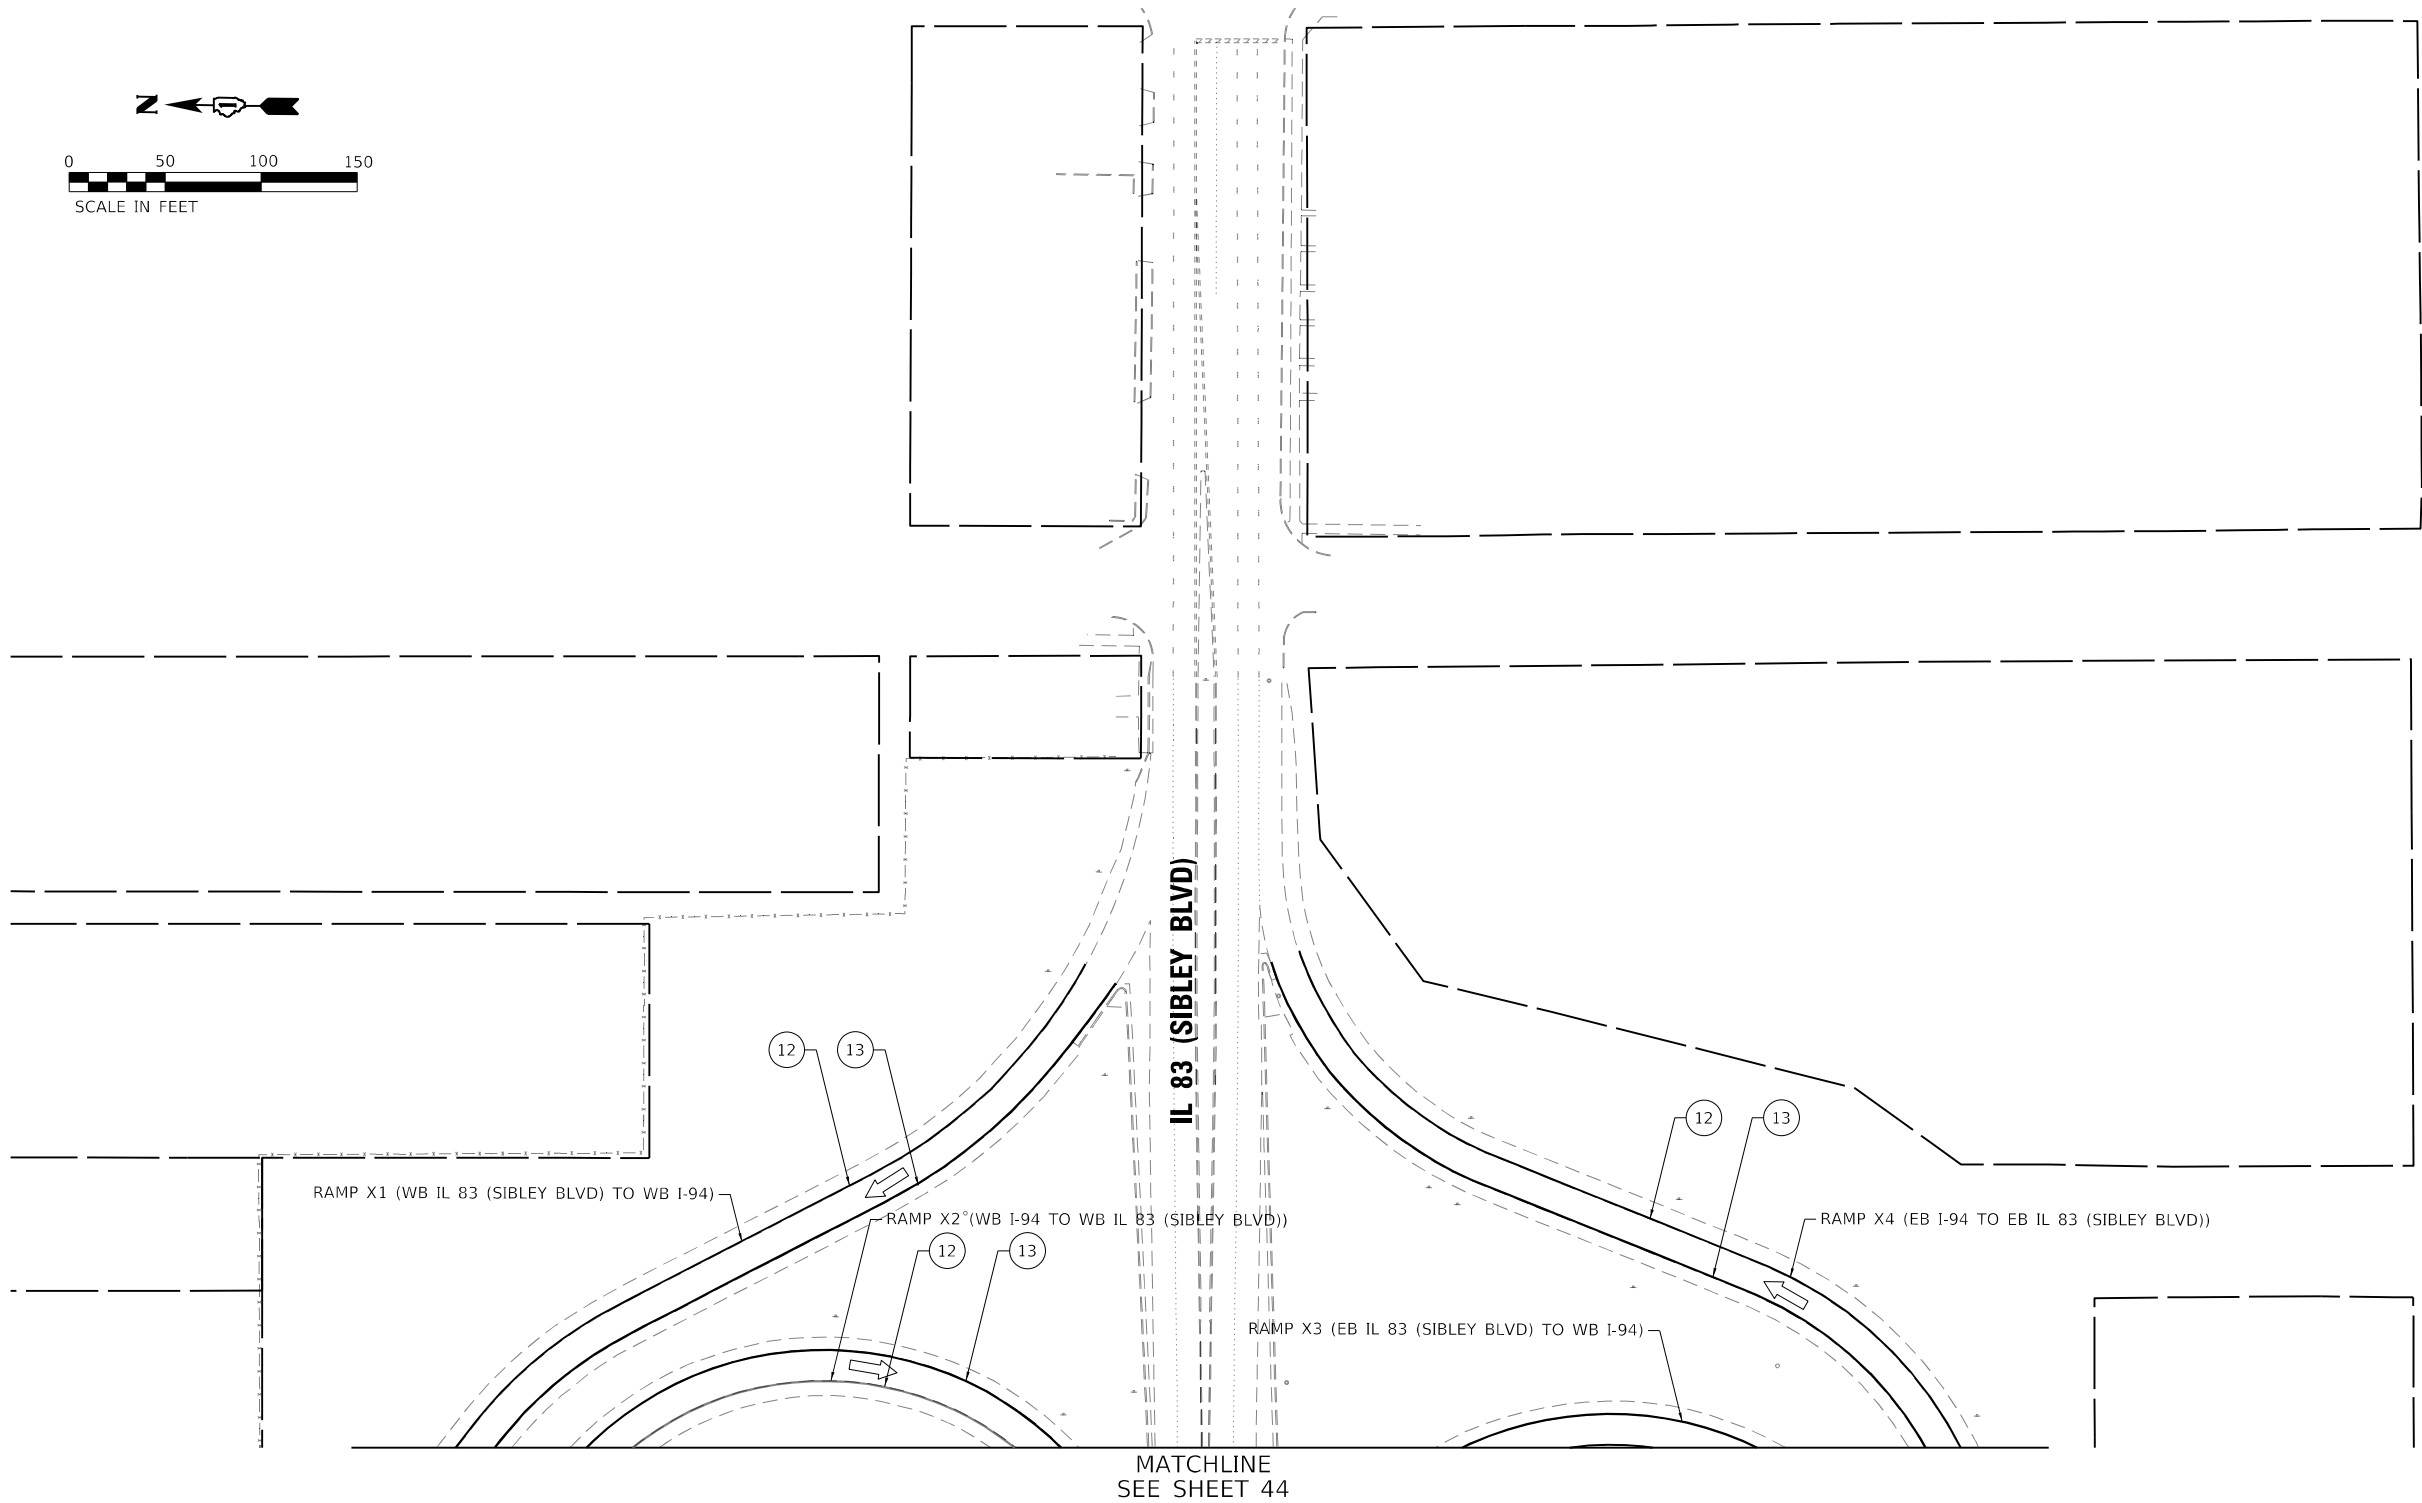 N
0 50 100 150
SCALE IN FEET
IL 83 (SIBLEY BLVD)
12 13
12 13
RAMP X1 (WB IL 83 (SIBLEY BLVD) TO WB I-94)
RAMP X2 (WB I-94 TO WB IL 83 (SIBLEY BLVD))
RAMP X4 (EB I-94 TO EB IL 83 (SIBLEY BLVD))
12 13
RAMP X3 (EB IL 83 (SIBLEY BLVD) TO WB I-94)
MATCHLINE
SEE SHEET 44